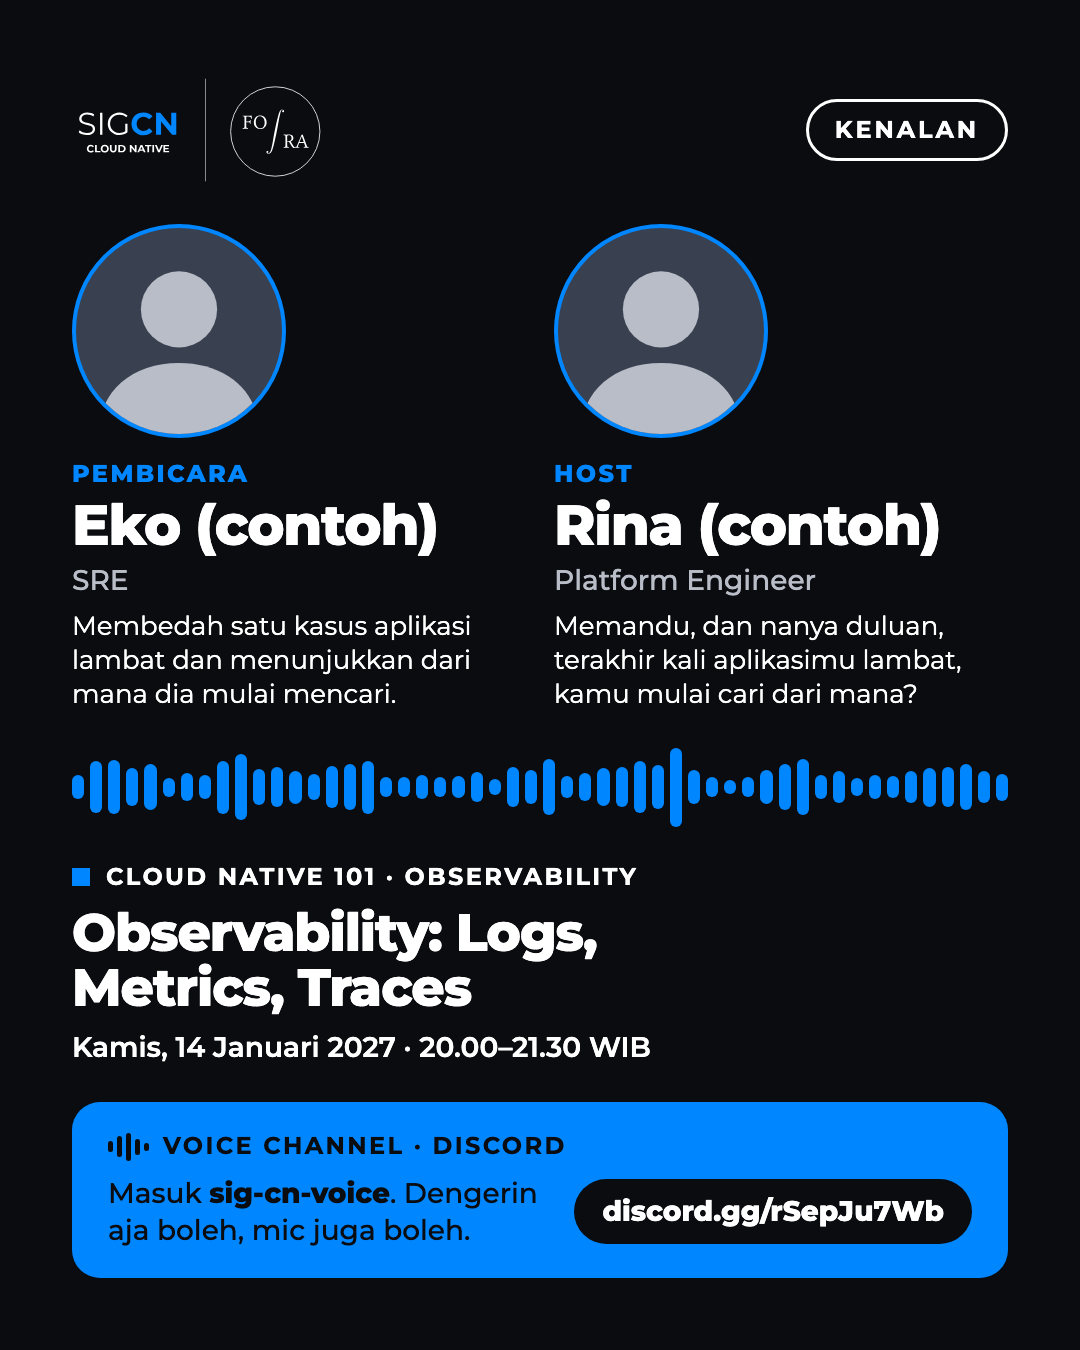 SIGCN
CLOUD NATIVE
FO
RA
KENALAN
PEMBICARA
Eko (contoh)
SRE
Membedah satu kasus aplikasi
lambat dan menunjukkan dari
mana dia mulai mencari.
HOST
Rina (contoh)
Platform Engineer
Memandu, dan nanya duluan,
terakhir kali aplikasimu lambat,
kamu mulai cari dari mana?
CLOUD NATIVE 101 · OBSERVABILITY
Observability: Logs,
Metrics, Traces
Kamis, 14 Januari 2027 · 20.00–21.30 WIB
VOICE CHANNEL · DISCORD
Masuk sig-cn-voice. Dengerin
aja boleh, mic juga boleh.
discord.gg/rSepJu7Wb